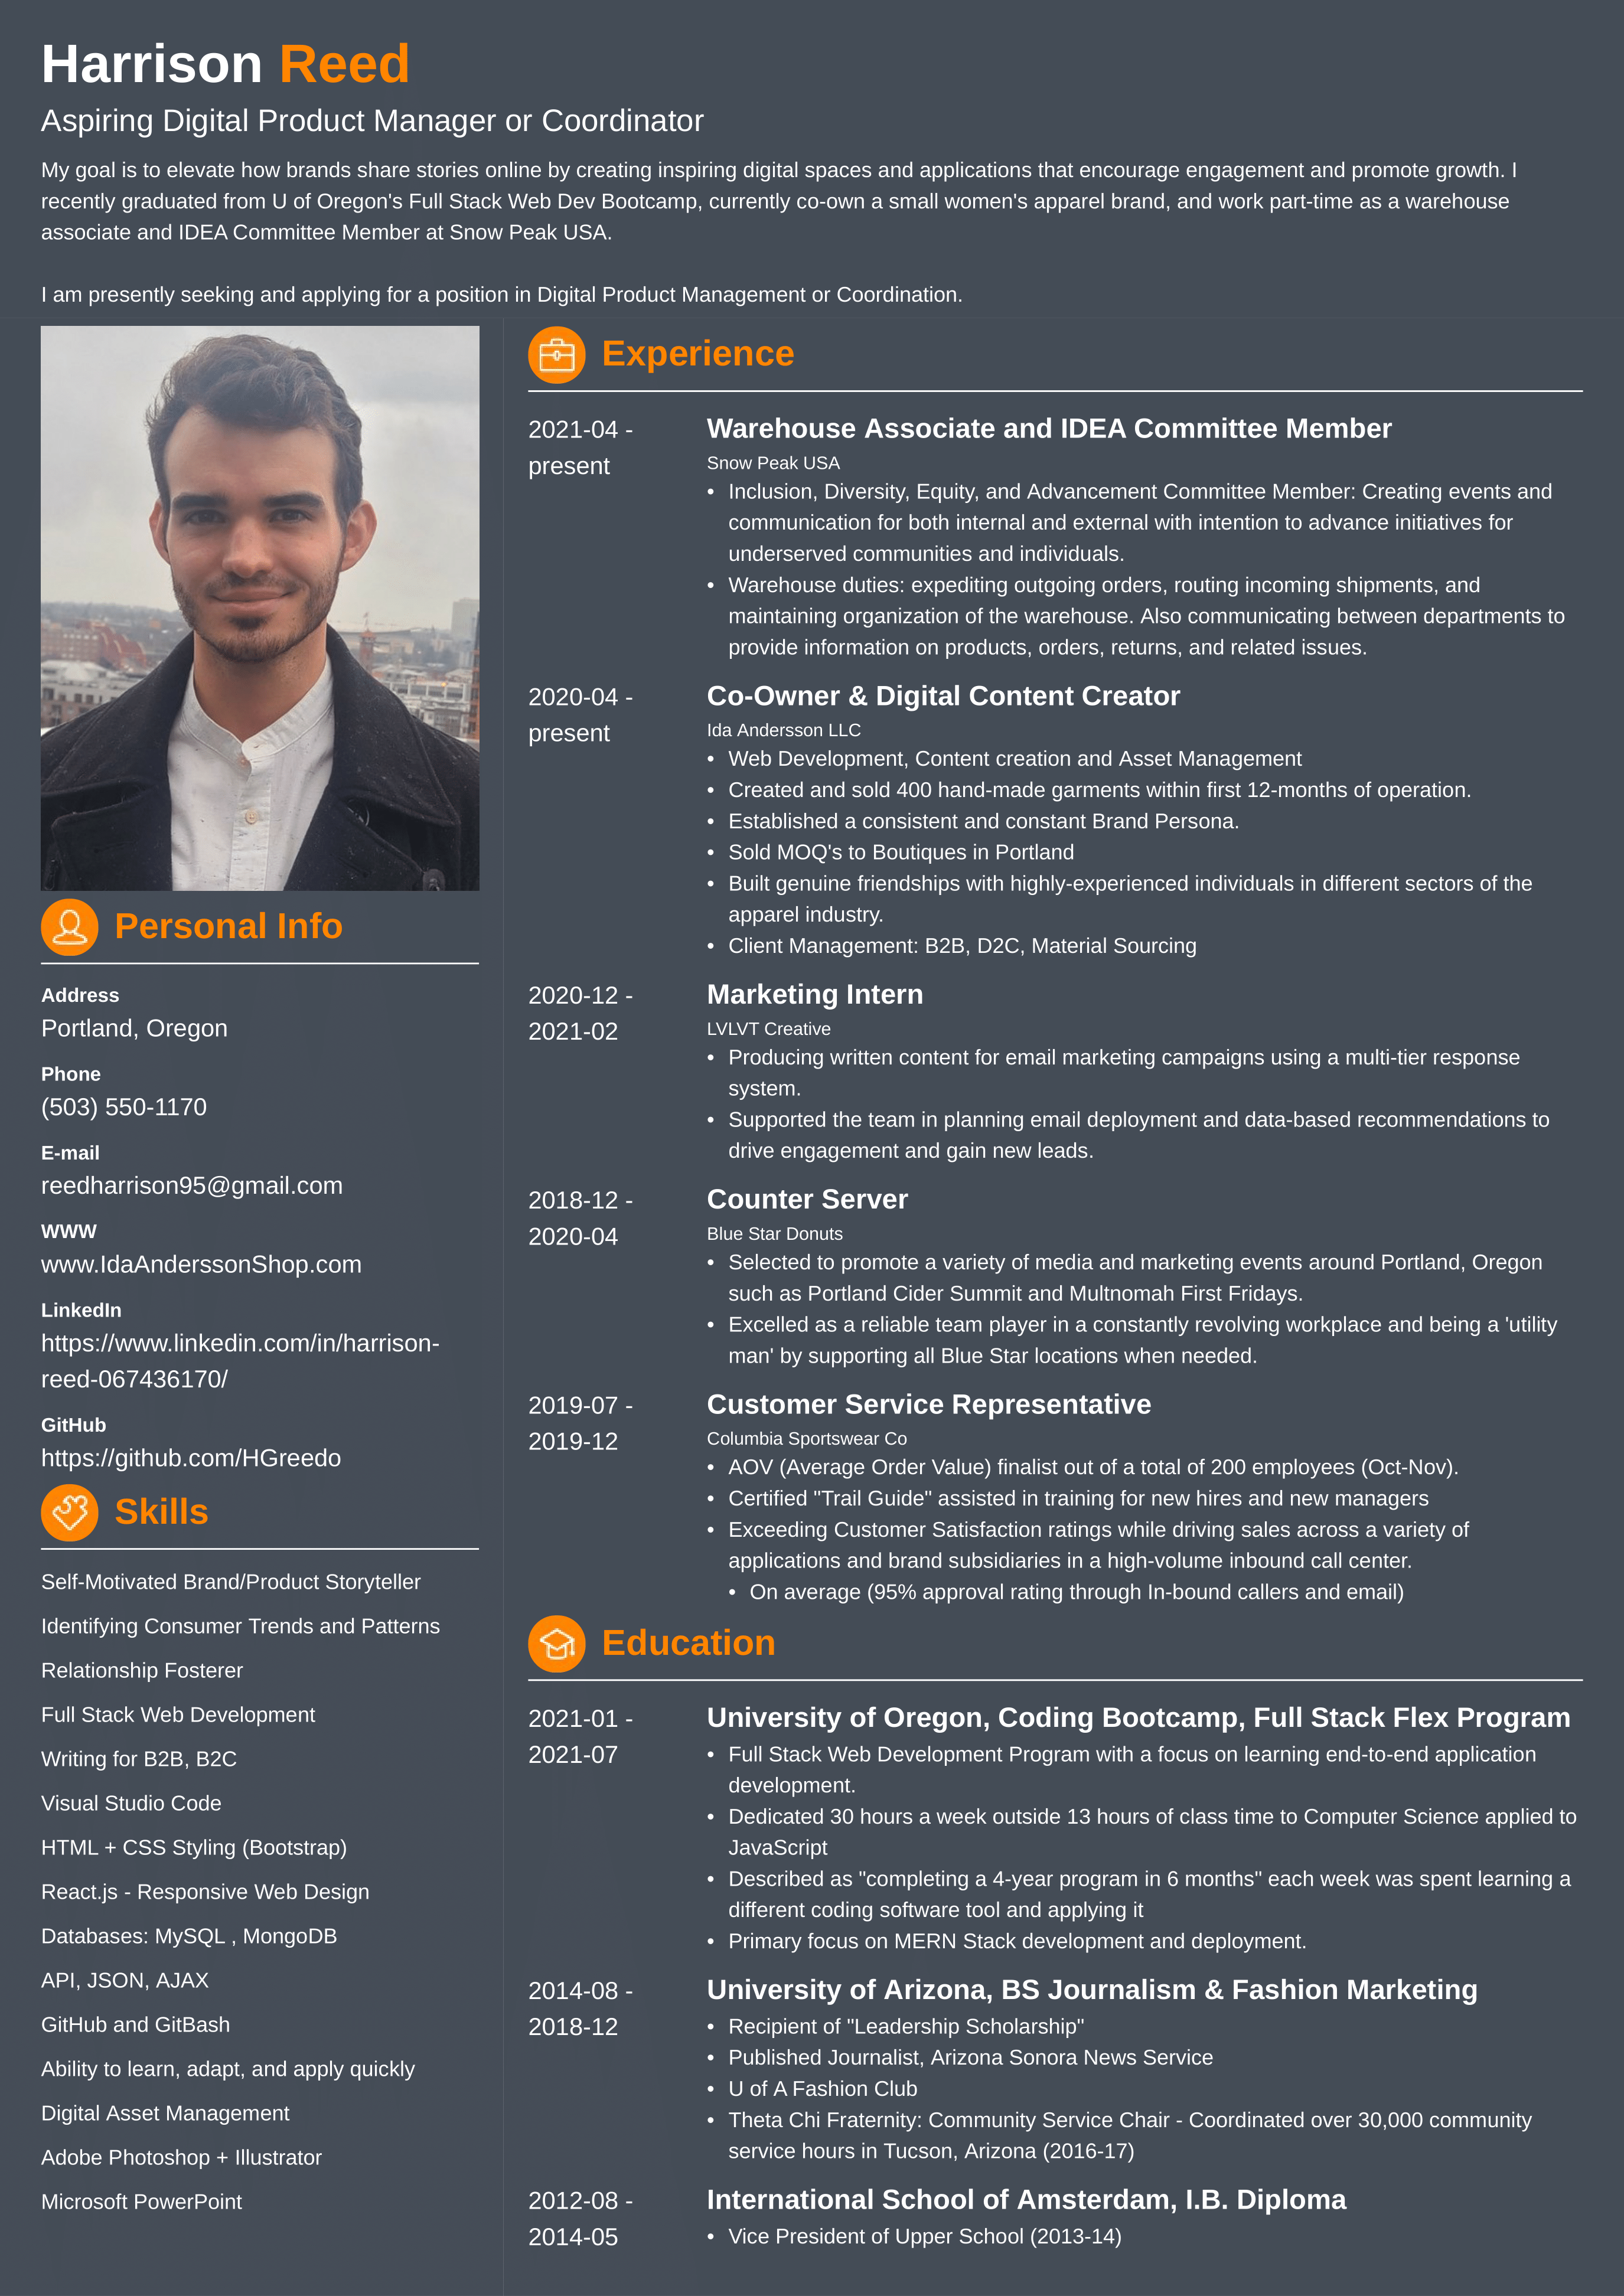 Harrison Reed
Aspiring Digital Product Manager or Coordinator
My goal is to elevate how brands share stories online by creating inspiring digital spaces and applications that encourage engagement and promote growth. I
recently graduated from U of Oregon's Full Stack Web Dev Bootcamp, currently co-own a small women's apparel brand, and work part-time as a warehouse
associate and IDEA Committee Member at Snow Peak USA.
I am presently seeking and applying for a position in Digital Product Management or Coordination.
Personal Info
Address
Portland, Oregon
Phone
(503) 550-1170
E-mail
reedharrison95@gmail.com
WWW
www.IdaAnderssonShop.com
LinkedIn
https://www.linkedin.com/in/harrison-
reed-067436170/
GitHub
https://github.com/HGreedo
Skills
Self-Motivated Brand/Product Storyteller
Identifying Consumer Trends and Patterns
Relationship Fosterer
Full Stack Web Development
Writing for B2B, B2C
Visual Studio Code
HTML + CSS Styling (Bootstrap)
React.js - Responsive Web Design
Databases: MySQL , MongoDB
API, JSON, AJAX
GitHub and GitBash
Ability to learn, adapt, and apply quickly
Digital Asset Management
Adobe Photoshop + Illustrator
Microsoft PowerPoint
Experience
2021-04 -
present
Warehouse Associate and IDEA Committee Member
Snow Peak USA
• Inclusion, Diversity, Equity, and Advancement Committee Member: Creating events and
communication for both internal and external with intention to advance initiatives for
underserved communities and individuals.
• Warehouse duties: expediting outgoing orders, routing incoming shipments, and
maintaining organization of the warehouse. Also communicating between departments to
provide information on products, orders, returns, and related issues.
2020-04 -
present
Co-Owner & Digital Content Creator
Ida Andersson LLC
• Web Development, Content creation and Asset Management
• Created and sold 400 hand-made garments within first 12-months of operation.
• Established a consistent and constant Brand Persona.
• Sold MOQ's to Boutiques in Portland
• Built genuine friendships with highly-experienced individuals in different sectors of the
apparel industry.
• Client Management: B2B, D2C, Material Sourcing
2020-12 -
2021-02
Marketing Intern
LVLVT Creative
• Producing written content for email marketing campaigns using a multi-tier response
system.
• Supported the team in planning email deployment and data-based recommendations to
drive engagement and gain new leads.
2018-12 -
2020-04
Counter Server
Blue Star Donuts
• Selected to promote a variety of media and marketing events around Portland, Oregon
such as Portland Cider Summit and Multnomah First Fridays.
• Excelled as a reliable team player in a constantly revolving workplace and being a 'utility
man' by supporting all Blue Star locations when needed.
2019-07 -
2019-12
Customer Service Representative
Columbia Sportswear Co
• AOV (Average Order Value) finalist out of a total of 200 employees (Oct-Nov).
• Certified "Trail Guide" assisted in training for new hires and new managers
• Exceeding Customer Satisfaction ratings while driving sales across a variety of
applications and brand subsidiaries in a high-volume inbound call center.
• On average (95% approval rating through In-bound callers and email)
Education
2021-01 -
2021-07
University of Oregon, Coding Bootcamp, Full Stack Flex Program
• Full Stack Web Development Program with a focus on learning end-to-end application
development.
• Dedicated 30 hours a week outside 13 hours of class time to Computer Science applied to
JavaScript
• Described as "completing a 4-year program in 6 months" each week was spent learning a
different coding software tool and applying it
• Primary focus on MERN Stack development and deployment.
2014-08 -
2018-12
University of Arizona, BS Journalism & Fashion Marketing
• Recipient of "Leadership Scholarship"
• Published Journalist, Arizona Sonora News Service
• U of A Fashion Club
• Theta Chi Fraternity: Community Service Chair - Coordinated over 30,000 community
service hours in Tucson, Arizona (2016-17)
2012-08 -
2014-05
International School of Amsterdam, I.B. Diploma
• Vice President of Upper School (2013-14)